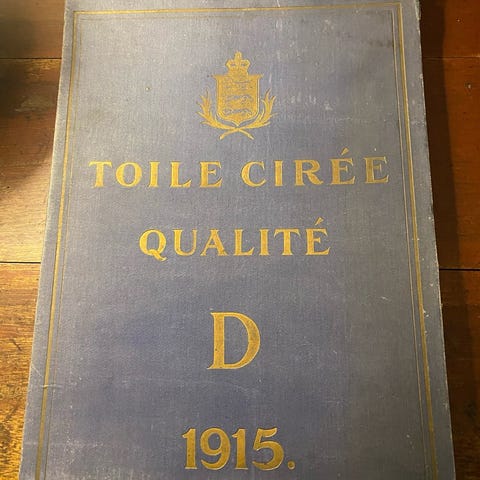 TOILE CIRÉE
QUALITÉ
D
1915.